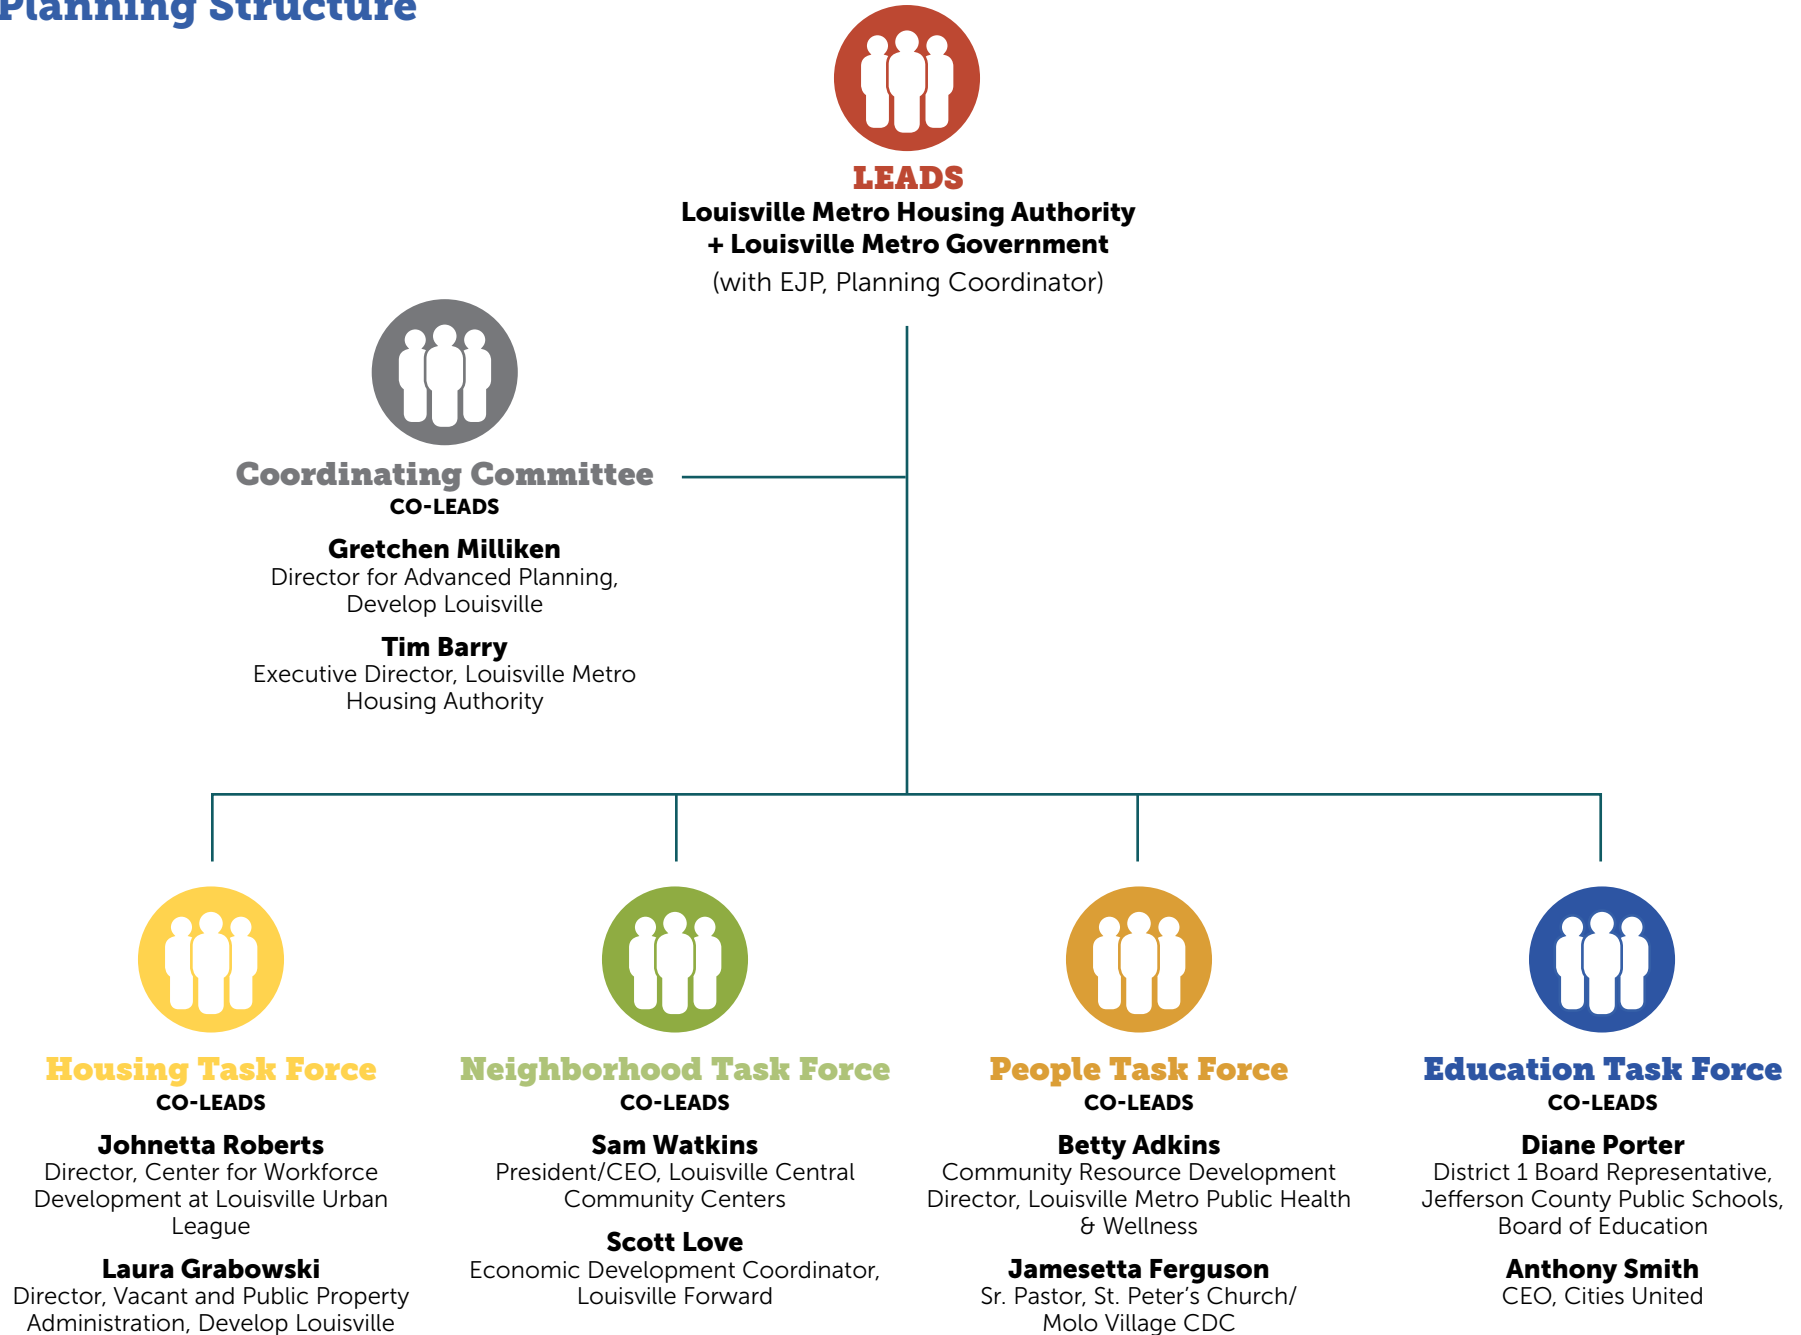 Planning Structure
LEADS
Louisville Metro Housing Authority
+ Louisville Metro Government
(with EJP, Planning Coordinator)
Coordinating Committee
CO-LEADS
Gretchen Milliken
Director for Advanced Planning,
Develop Louisville
Tim Barry
Executive Director, Louisville Metro
Housing Authority
Housing Task Force
CO-LEADS
Johnetta Roberts
Director, Center for Workforce
Development at Louisville Urban
League
Laura Grabowski
Director, Vacant and Public Property
Administration, Develop Louisville
Neighborhood Task Force
CO-LEADS
Sam Watkins
President/CEO, Louisville Central
Community Centers
Scott Love
Economic Development Coordinator,
Louisville Forward
People Task Force
CO-LEADS
Betty Adkins
Community Resource Development
Director, Louisville Metro Public Health
& Wellness
Jamesetta Ferguson
Sr. Pastor, St. Peter’s Church/
Molo Village CDC
Education Task Force
CO-LEADS
Diane Porter
District 1 Board Representative,
Jefferson County Public Schools,
Board of Education
Anthony Smith
CEO, Cities United